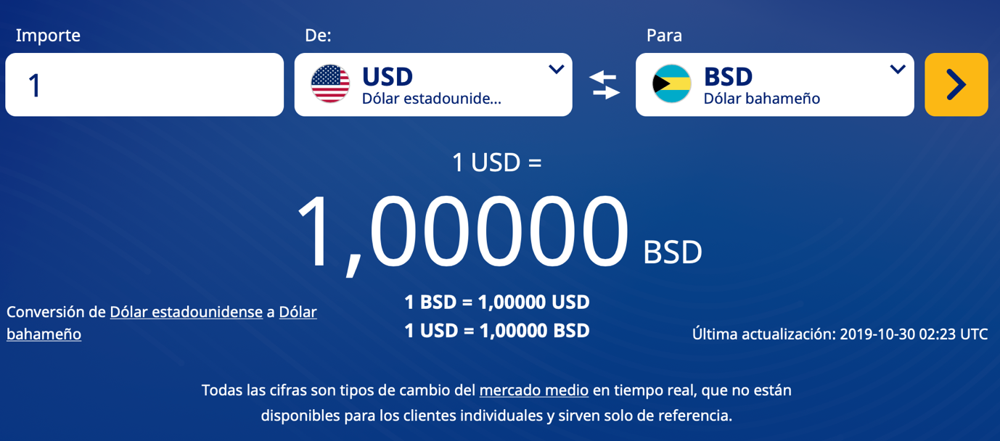 Importe
De:
Para
1
USD
Dólar estadounide...
BSD
Dólar bahameño
1 USD =
1,00000 BSD
1 BSD = 1,00000 USD
1 USD = 1,00000 BSD
Conversión de Dólar estadounidense a Dólar
bahameño
Última actualización: 2019-10-30 02:23 UTC
Todas las cifras son tipos de cambio del mercado medio en tiempo real, que no están
disponibles para los clientes individuales y sirven solo de referencia.